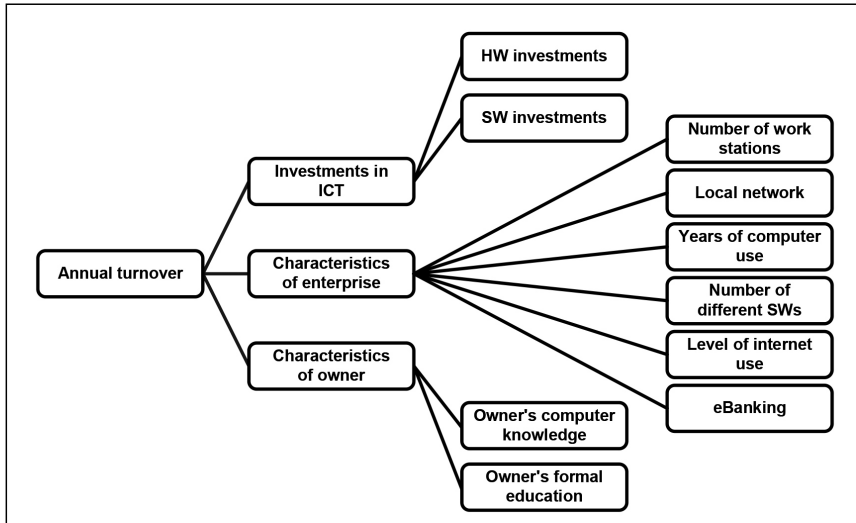 HW investments
SW investments
Number of work
stations
Investments in
ICT
Local network
Years of computer
use
Annual turnover
Characteristics
of enterprise
Number of
different SWs
Level of internet
use
Characteristics
of owner
eBanking
Owner's computer
knowledge
Owner's formal
education